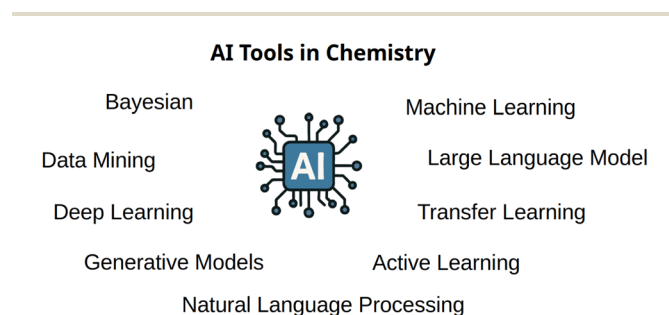 AI Tools in Chemistry
Bayesian
Machine Learning
Data Mining
AI
Large Language Model
Deep Learning
Transfer Learning
Generative Models
Active Learning
Natural Language Processing